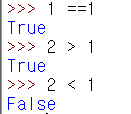 >>> 1 ==1
True
>>> 2 > 1
True
>>> 2 < 1
False